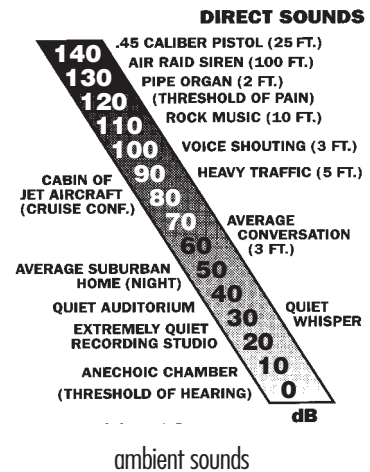 DIRECT SOUNDS
140 .45 CALIBER PISTOL (25 FT.)
AIR RAID SIREN (100 FT.)
130 PIPE ORGAN (2 FT.)
120 (THRESHOLD OF PAIN)
110 ROCK MUSIC (10 FT.)
100 VOICE SHOUTING (3 FT.)
90 HEAVY TRAFFIC (5 FT.)
CABIN OF
JET AIRCRAFT
(CRUISE CONF.)
80
70
AVERAGE
CONVERSATION
(3 FT.)
60
AVERAGE SUBURBAN
HOME (NIGHT)
50
40
QUIET AUDITORIUM
30
QUIET
WHISPER
EXTREMELY QUIET
RECORDING STUDIO
20
ANECHOIC CHAMBER
10
(THRESHOLD OF HEARING)
0
dB
ambient sounds